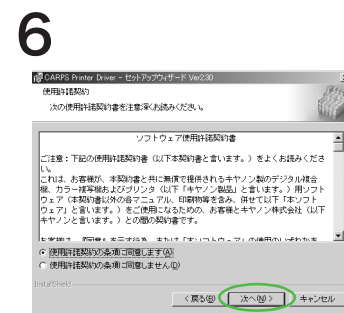 6
CARPS Printer Driver - セットアップウィザード Ver2.30
使用許諾契約
次の使用許諾契約書を注意深くお読みください。
ソフトウェア使用許諾契約書
ご注意：下記の使用許諾契約書（以下本契約書と言います。）をよくお読みくださ
い。
これは、お客様が、本契約書と共に無償で提供されるキヤノン製のデジタル複合
機、カラー複写機およびプリンタ（以下「キヤノン製品」と言います。）用ソフト
ウェア（本契約書以外の各マニュアル、印刷物等を含み、併せて以下「本ソフト
ウェア」と言います。）をご使用になるための、お客様とキヤノン株式会社（以下
キヤノンと言います。）との間の契約書です。
使用許諾契約の条項に同意します(A)
使用許諾契約の条項に同意しません(D)
InstallShield
< 戻る(B)
次へ(N) >
キャンセル